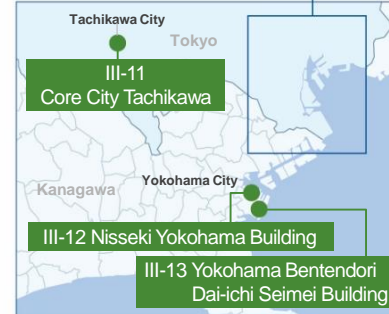 Tachikawa City
Tokyo
III-11
Core City Tachikawa
Kanagawa
Yokohama City
III-12 Nisseki Yokohama Building
III-13 Yokohama Bentendori
Dai-ichi Seimei Building